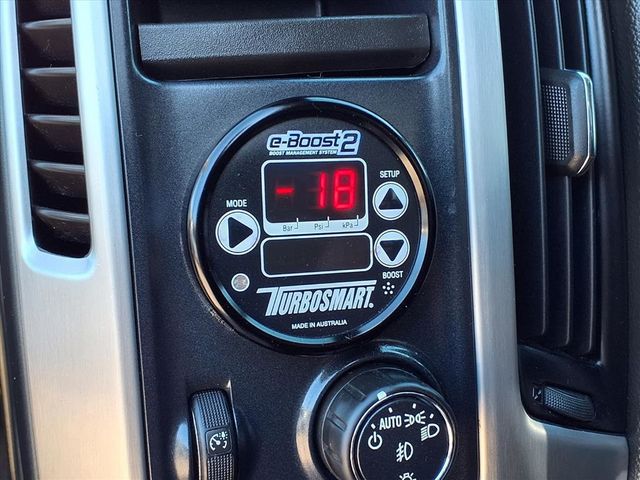 e-Boost2
BOOST MANAGEMENT SYSTEM
SETUP
MODE
-18
Bar Psi kPa
BOOST
TURBOSMART
MADE IN AUSTRALIA
AUTO